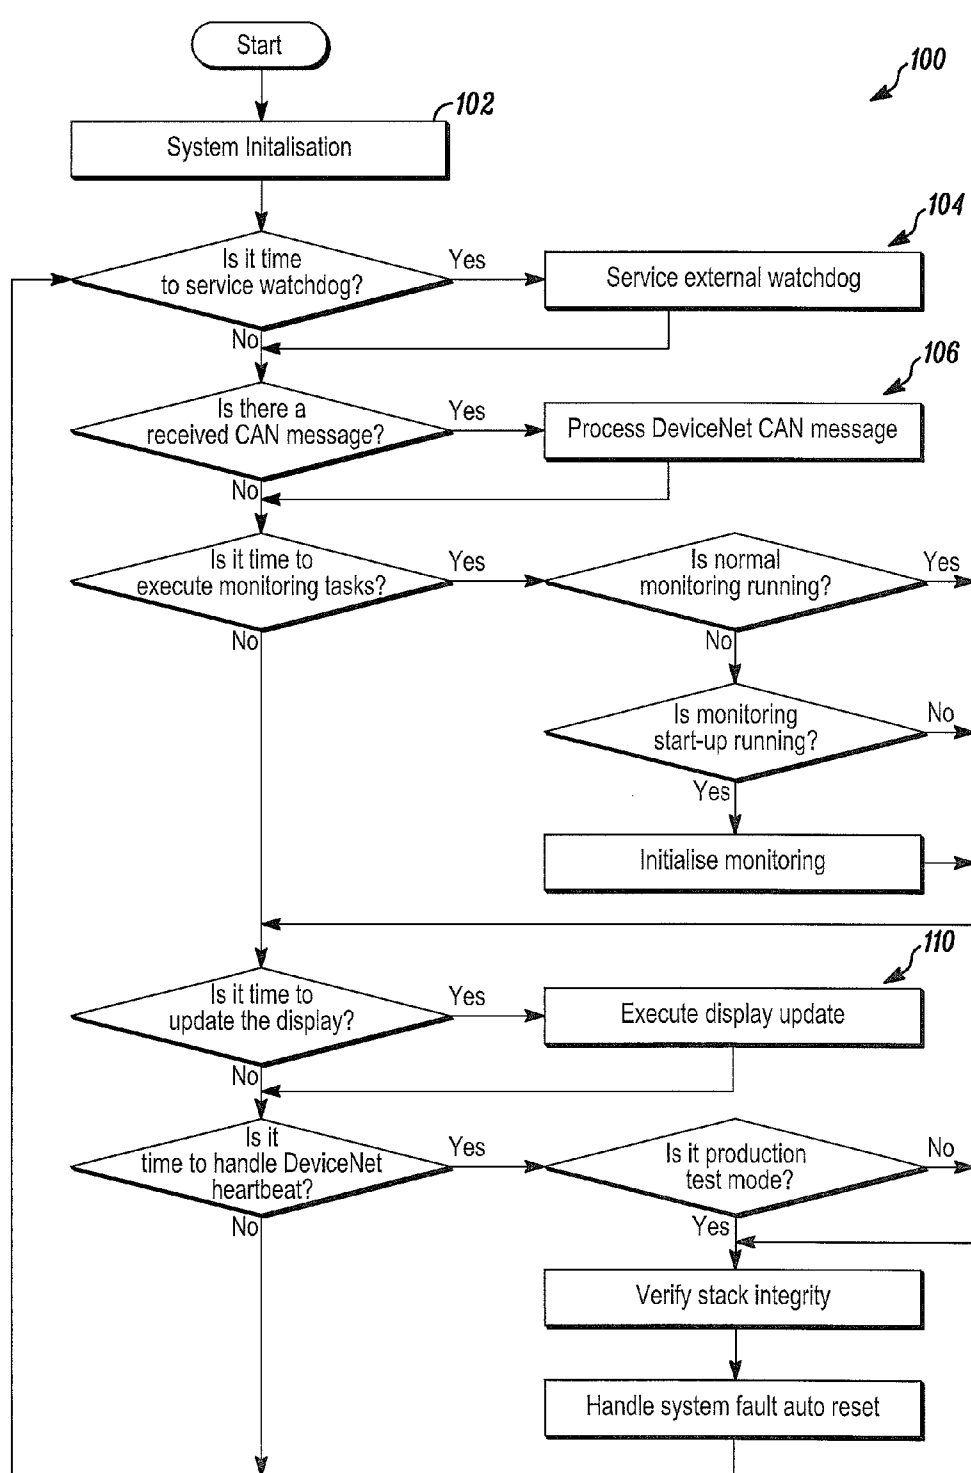 Start
100
102
System Initalisation
104
Is it time
to service watchdog?
Yes
Service external watchdog
No
106
Is there a
received CAN message?
Yes
Process DeviceNet CAN message
No
Is it time to
execute monitoring tasks?
Yes
Is normal
monitoring running?
Yes
No
No
Is monitoring
start-up running?
No
Yes
Initialise monitoring
110
Is it time to
update the display?
Yes
Execute display update
No
Is it
time to handle DeviceNet
heartbeat?
Yes
Is it production
test mode?
No
No
Yes
Verify stack integrity
Handle system fault auto reset